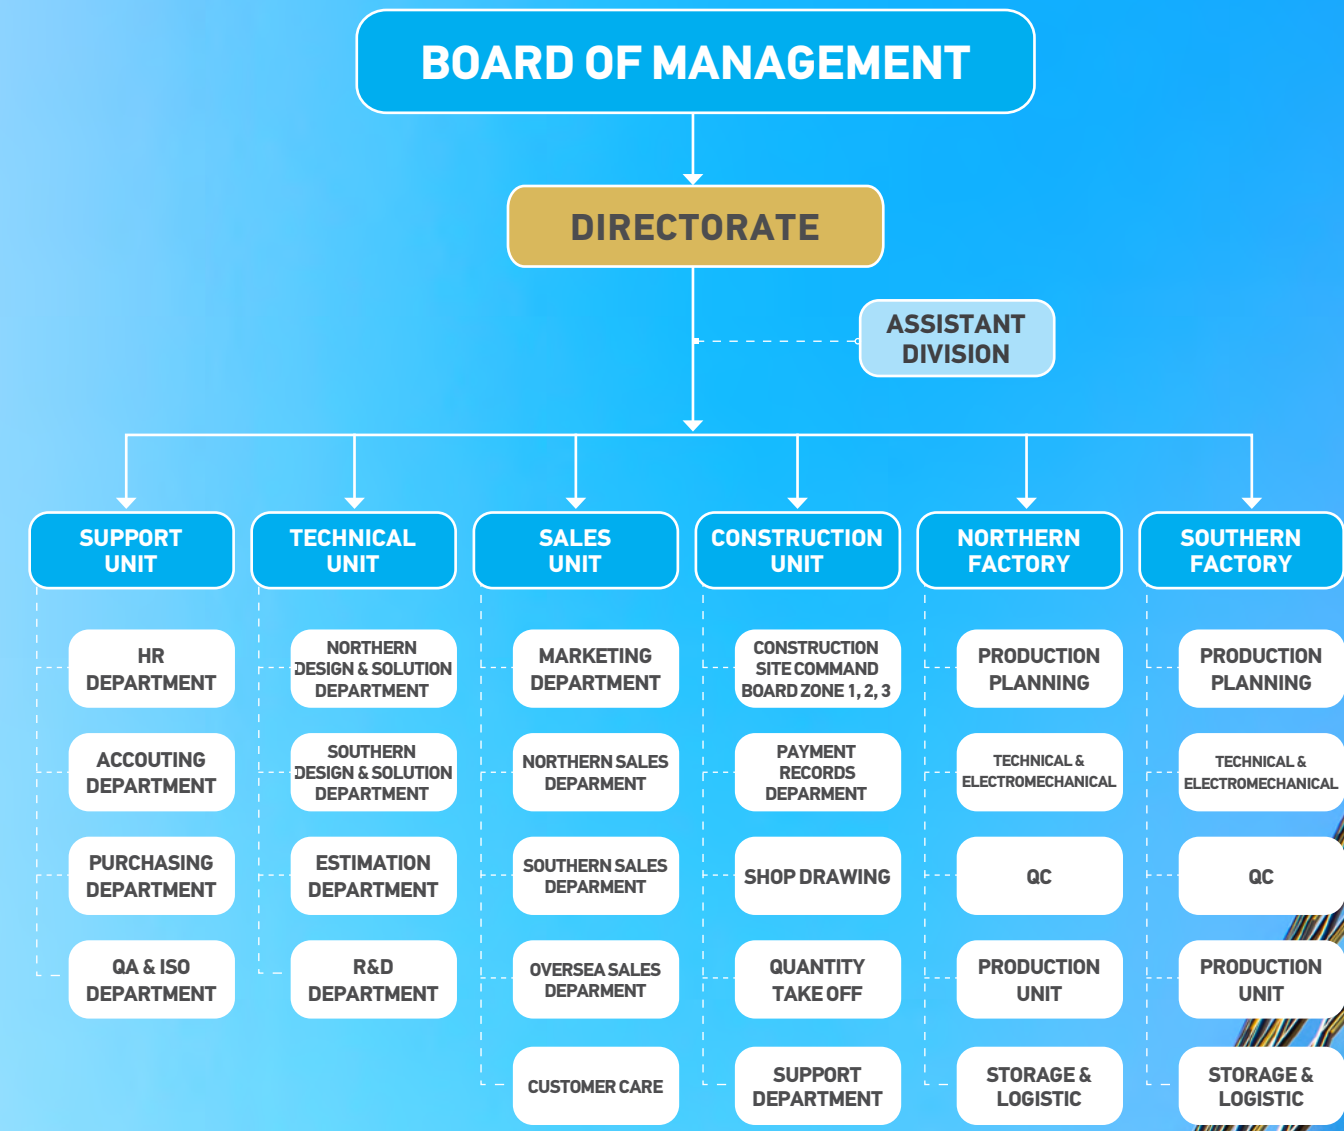 BOARD OF MANAGEMENT
DIRECTORATE
ASSISTANT
DIVISION
SUPPORT
UNIT
TECHNICAL
UNIT
SALES
UNIT
CONSTRUCTION
UNIT
NORTHERN
FACTORY
SOUTHERN
FACTORY
HR
DEPARTMENT
NORTHERN
DESIGN & SOLUTION
DEPARTMENT
MARKETING
DEPARTMENT
CONSTRUCTION
SITE COMMAND
BOARD ZONE 1, 2, 3
PRODUCTION
PLANNING
PRODUCTION
PLANNING
ACCOUTING
DEPARTMENT
SOUTHERN
DESIGN & SOLUTION
DEPARTMENT
NORTHERN SALES
DEPARMENT
PAYMENT
RECORDS
DEPARMENT
TECHNICAL &
ELECTROMECHANICAL
TECHNICAL &
ELECTROMECHANICAL
PURCHASING
DEPARTMENT
ESTIMATION
DEPARTMENT
SOUTHERN SALES
DEPARMENT
SHOP DRAWING
QC
QC
QA & ISO
DEPARTMENT
R&D
DEPARTMENT
OVERSEA SALES
DEPARMENT
QUANTITY
TAKE OFF
PRODUCTION
UNIT
PRODUCTION
UNIT
CUSTOMER CARE
SUPPORT
DEPARTMENT
STORAGE &
LOGISTIC
STORAGE &
LOGISTIC